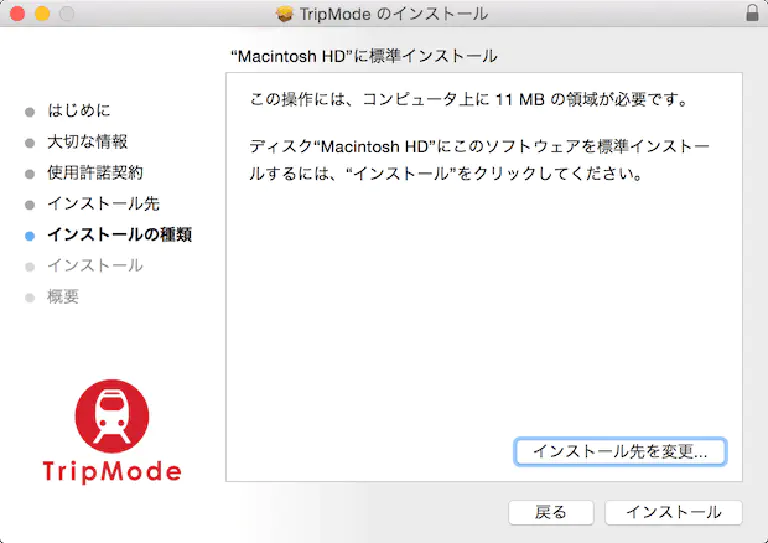 TripMode のインストール
“Macintosh HD”に標準インストール
はじめに
大切な情報
使用許諾契約
インストール先
インストールの種類
インストール
概要
この操作には、コンピュータ上に 11 MB の領域が必要です。
ディスク“Macintosh HD”にこのソフトウェアを標準インストー
ルするには、“インストール”をクリックしてください。
TripMode
インストール先を変更...
戻る
インストール